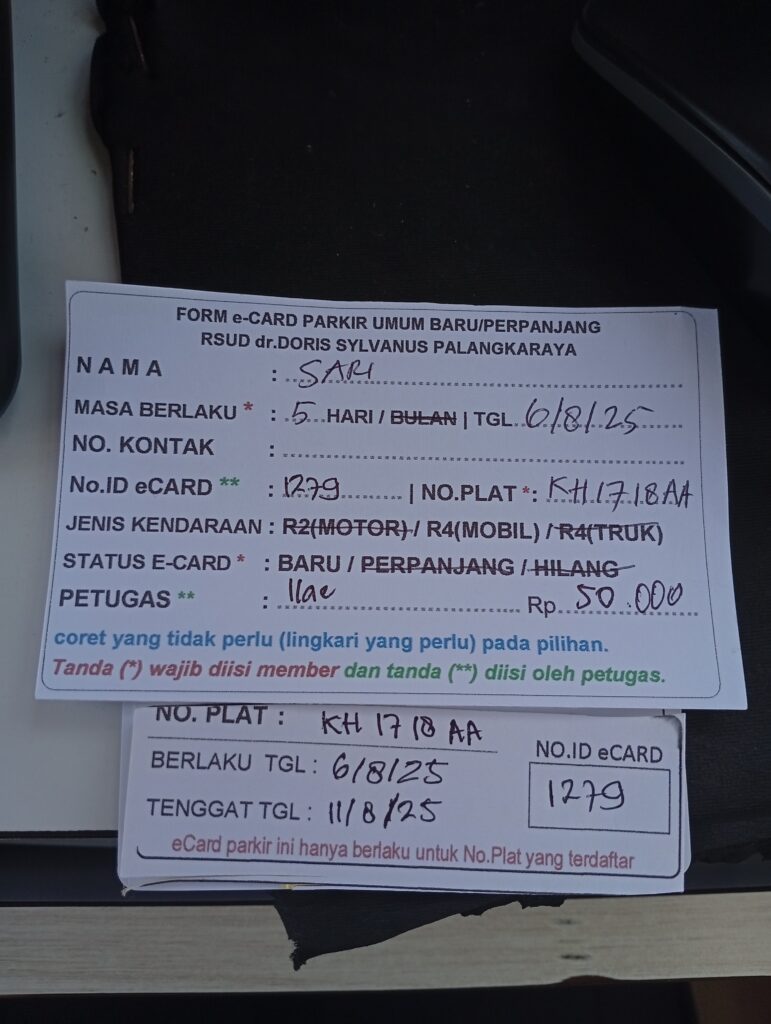 FORM e-CARD PARKIR UMUM BARU/PERPANJANG
RSUD dr.DORIS SYLVANUS PALANGKARAYA
NAMA : SARI
MASA BERLAKU * : 5 HARI / BULAN | TGL 6/8/25
NO. KONTAK :
No.ID eCARD ** : 1279 | NO.PLAT *: KH 1718 AA
JENIS KENDARAAN : R2(MOTOR) / R4(MOBIL) / R4(TRUK)
STATUS E-CARD * : BARU / PERPANJANG / HILANG
PETUGAS ** : Rp. 50.000
coret yang tidak perlu (lingkari yang perlu) pada pilihan.
Tanda (*) wajib diisi member dan tanda (**) diisi oleh petugas.
NO. PLAT : KH 1718 AA
BERLAKU TGL : 6/8/25
TENGGAT TGL : 11/8/25
NO.ID eCARD
1279
eCard parkir ini hanya berlaku untuk No.Plat yang terdaftar